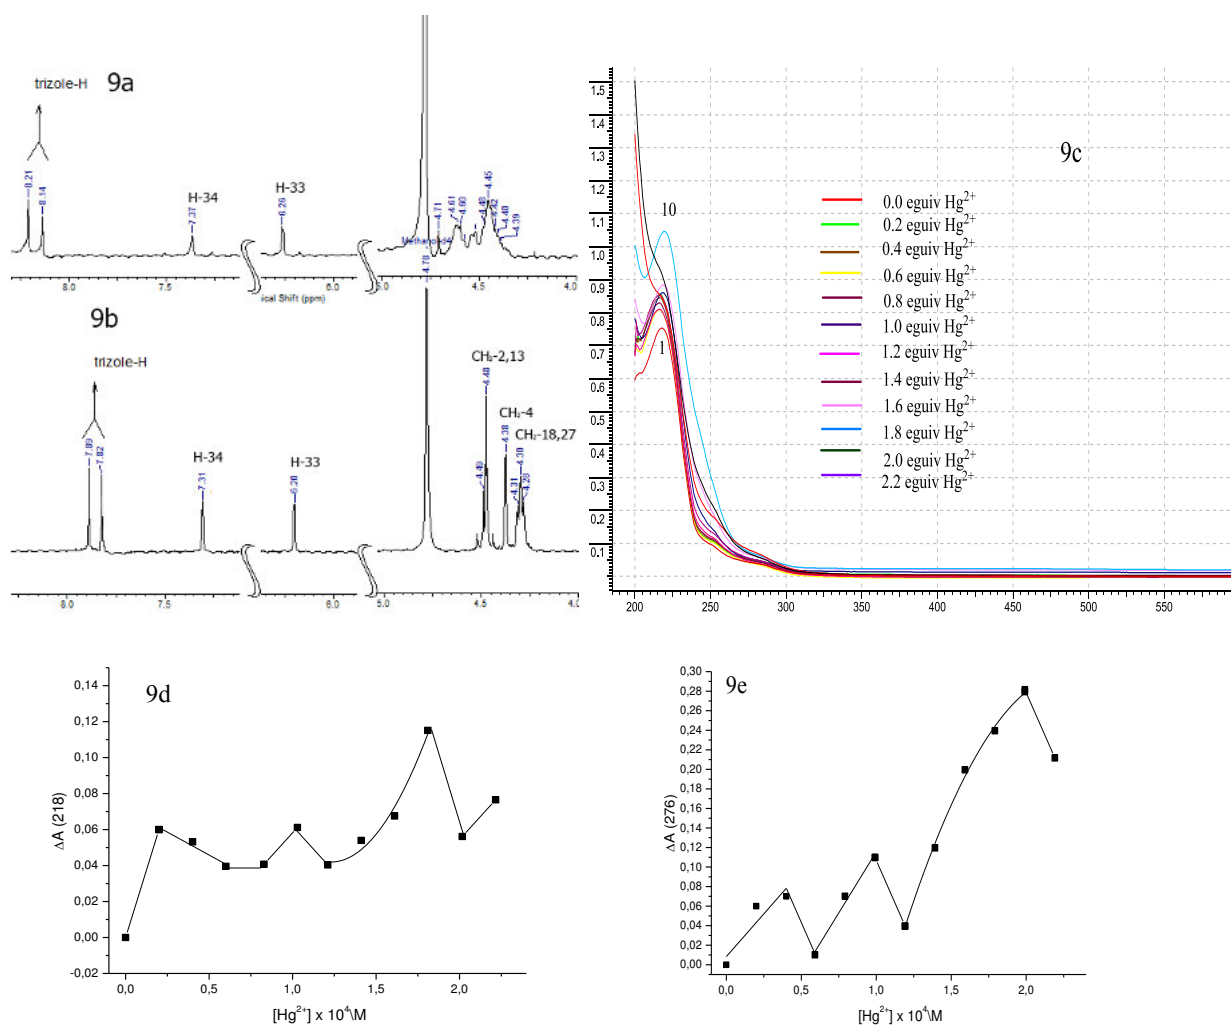 9a
trizole-H
8.21
8.14
H-34
7.37
H-33
6.26
4.71
4.61
4.60
4.48
4.45
4.42
4.40
4.39
4.78
8.0
7.5
ical Shift (ppm)
6.0
5.0
4.5
4.0
9b
trizole-H
7.89
7.82
H-34
7.31
H-33
6.20
CH₂-2,13
4.49
4.48
CH₂-4
4.38
CH₂-18,27
4.31
4.30
4.28
8.0
7.5
6.0
5.0
4.5
4.0
9c
1.5
1.4
1.3
1.2
1.1
1.0
0.9
0.8
0.7
0.6
0.5
0.4
0.3
0.2
0.1
10
1
0.0 eguiv Hg²⁺
0.2 eguiv Hg²⁺
0.4 eguiv Hg²⁺
0.6 eguiv Hg²⁺
0.8 eguiv Hg²⁺
1.0 eguiv Hg²⁺
1.2 eguiv Hg²⁺
1.4 eguiv Hg²⁺
1.6 eguiv Hg²⁺
1.8 eguiv Hg²⁺
2.0 eguiv Hg²⁺
2.2 eguiv Hg²⁺
200 250 300 350 400 450 500 550
9d
ΔA (218)
0,14
0,12
0,10
0,08
0,06
0,04
0,02
0,00
-0,02
0,0 0,5 1,0 1,5 2,0
[Hg²⁺] x 10⁴\M
9e
ΔA (276)
0,30
0,28
0,26
0,24
0,22
0,20
0,18
0,16
0,14
0,12
0,10
0,08
0,06
0,04
0,02
0,00
0,0 0,5 1,0 1,5 2,0
[Hg²⁺] x 10⁴\M